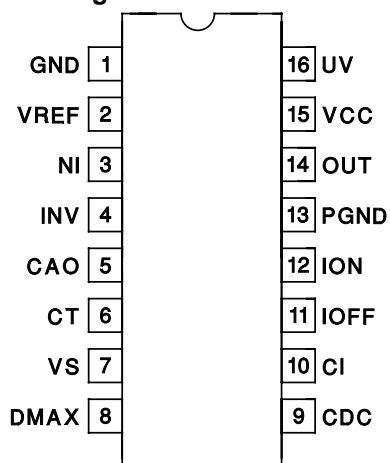 GND 1 16 UV
VREF 2 15 VCC
NI 3 14 OUT
INV 4 13 PGND
CAO 5 12 ION
CT 6 11 IOFF
VS 7 10 CI
DMAX 8 9 CDC